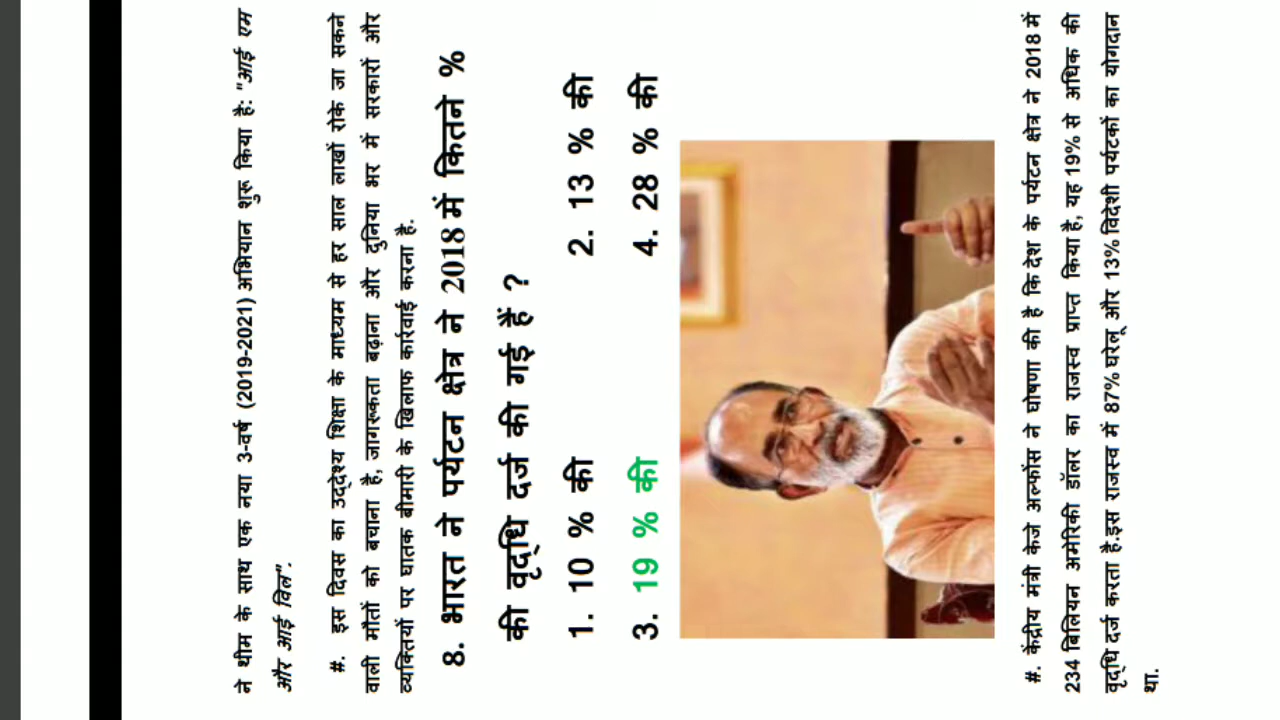 ने थीम के साथ एक नया 3-वर्ष (2019-2021) अभियान शुरू किया है: "आई एम
और आई विल".
#. इस दिवस का उद्देश्य शिक्षा के माध्यम से हर साल लाखों रोके जा सकने
वाली मौतों को बचाना है, जागरूकता बढ़ाना और दुनिया भर में सरकारों और
व्यक्तियों पर घातक बीमारी के खिलाफ कार्रवाई करना है.
8. भारत ने पर्यटन क्षेत्र ने 2018 में कितने %
की वृद्धि दर्ज की गई हैं ?
1. 10 % की 2. 13 % की
3. 19 % की 4. 28 % की
#. केंद्रीय मंत्री केजे अल्फोंस ने घोषणा की है कि देश के पर्यटन क्षेत्र ने 2018 में
234 बिलियन अमेरिकी डॉलर का राजस्व प्राप्त किया है, यह 19% से अधिक की
वृद्धि दर्ज करता है.इस राजस्व में 87% घरेलू और 13% विदेशी पर्यटकों का योगदान
था.